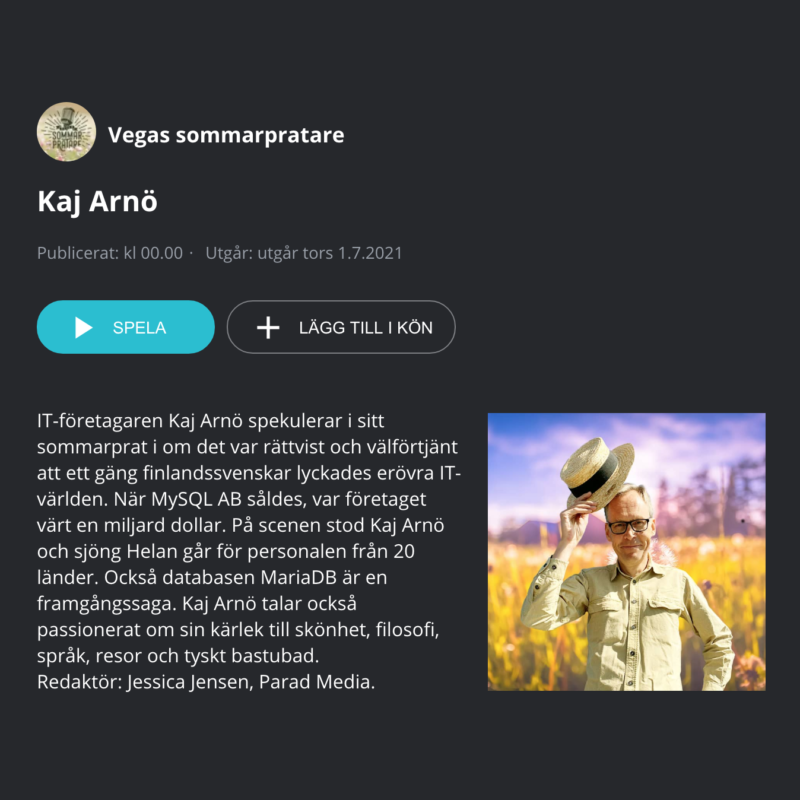 SOMMAR
PRATARE
Vegas sommarpratare
Kaj Arnö
Publicerat: kl 00.00 · Utgår: utgår tors 1.7.2021
SPELA
LÄGG TILL I KÖN
IT-företagaren Kaj Arnö spekulerar i sitt
sommarprat i om det var rättvist och välförtjänt
att ett gäng finlandssvenskar lyckades erövra IT-
världen. När MySQL AB såldes, var företaget
värt en miljard dollar. På scenen stod Kaj Arnö
och sjöng Helan går för personalen från 20
länder. Också databasen MariaDB är en
framgångssaga. Kaj Arnö talar också
passionerat om sin kärlek till skönhet, filosofi,
språk, resor och tyskt bastubad.
Redaktör: Jessica Jensen, Parad Media.